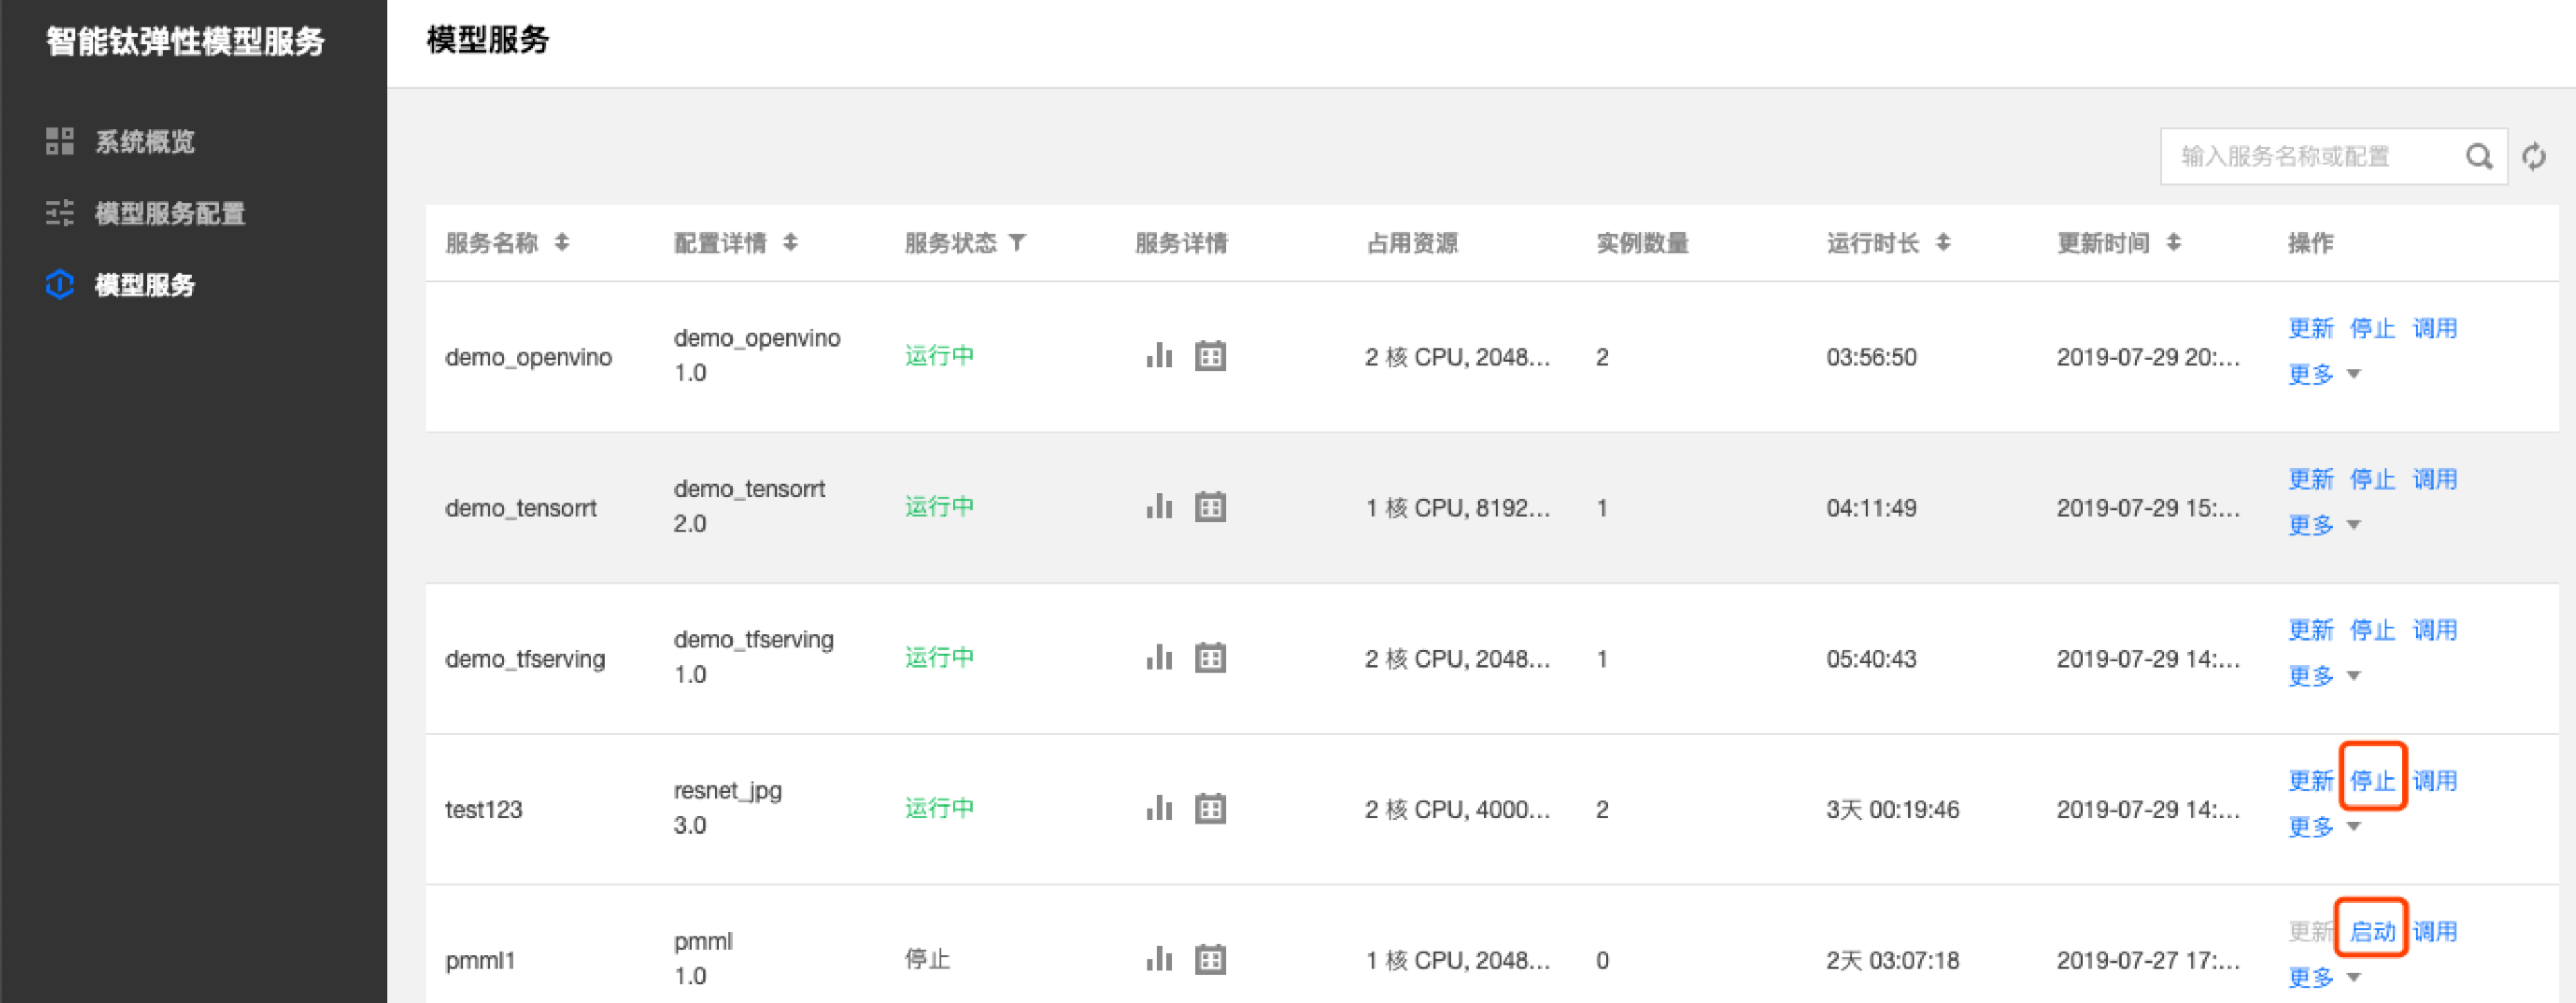 智能钛弹性模型服务
系统概览
模型服务配置
模型服务
模型服务
输入服务名称或配置
服务名称 配置详情 服务状态 服务详情 占用资源 实例数量 运行时长 更新时间 操作
demo_openvino demo_openvino 1.0 运行中 2 核 CPU, 2048... 2 03:56:50 2019-07-29 20:... 更新 停止 调用 更多
demo_tensorrt demo_tensorrt 2.0 运行中 1 核 CPU, 8192... 1 04:11:49 2019-07-29 15:... 更新 停止 调用 更多
demo_tfserving demo_tfserving 1.0 运行中 2 核 CPU, 2048... 1 05:40:43 2019-07-29 14:... 更新 停止 调用 更多
test123 resnet_jpg 3.0 运行中 2 核 CPU, 4000... 2 3天 00:19:46 2019-07-29 14:... 更新 停止 调用 更多
pmml1 pmml 1.0 停止 1 核 CPU, 2048... 0 2天 03:07:18 2019-07-27 17:... 更新 启动 调用 更多